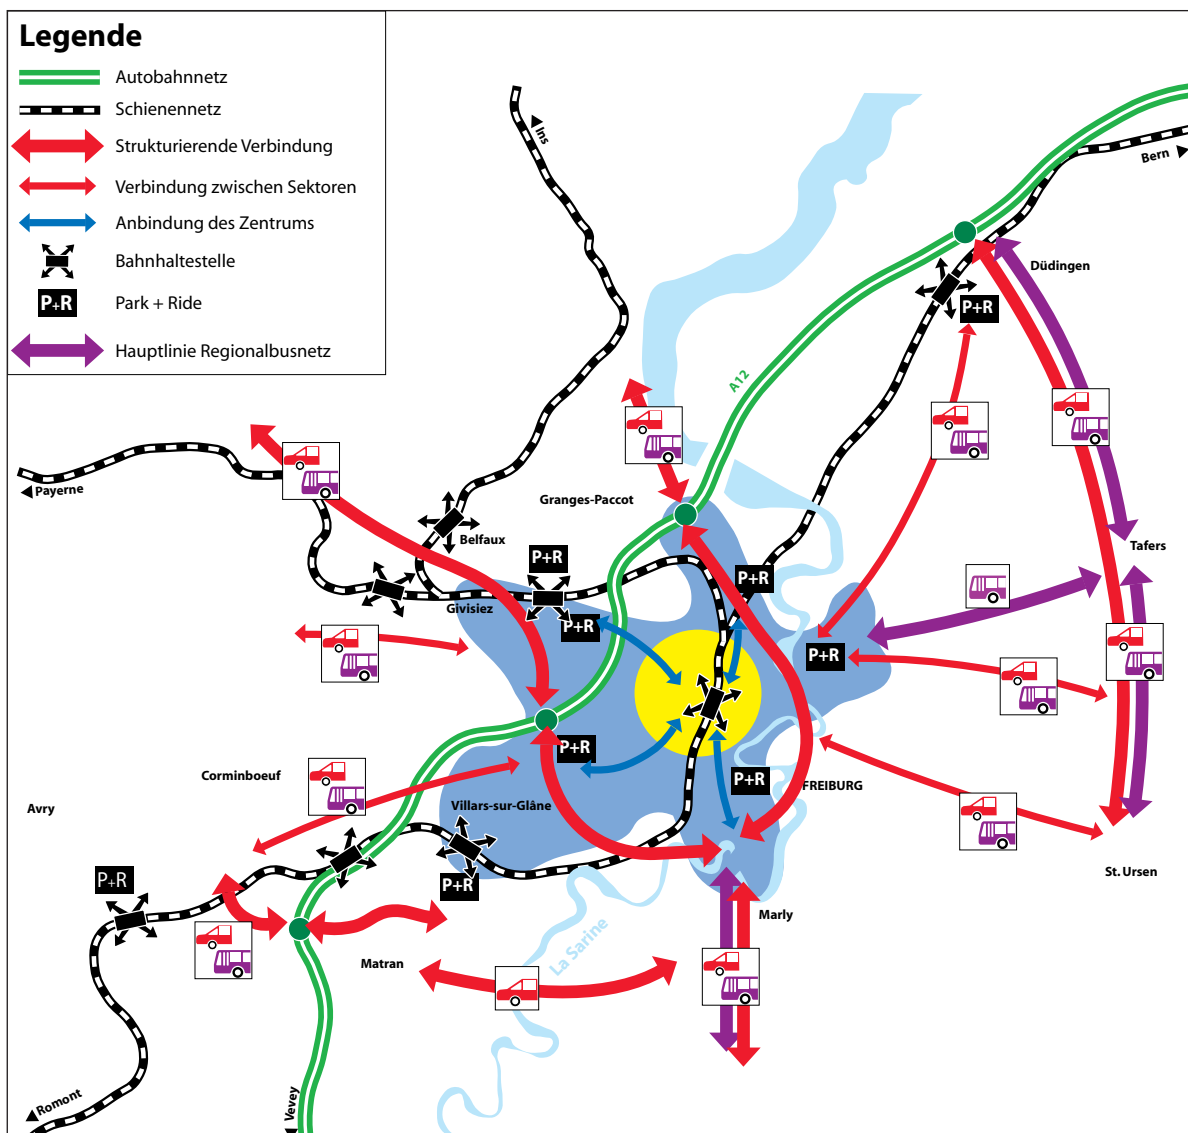 Legende
Autobahnnetz
Schienennetz
Strukturierende Verbindung
Verbindung zwischen Sektoren
Anbindung des Zentrums
Bahnhaltestelle
P+R Park + Ride
Hauptlinie Regionalbusnetz
Ins
Bern
Düdingen
P+R
A12
Payerne
Granges-Paccot
Belfaux
Tafers
P+R
P+R
Givisiez
P+R
P+R
P+R
Corminboeuf
P+R
FREIBURG
Avry
Villars-sur-Glâne
P+R
P+R
St. Ursen
Marly
La Sarine
Matran
Romont
Vevey